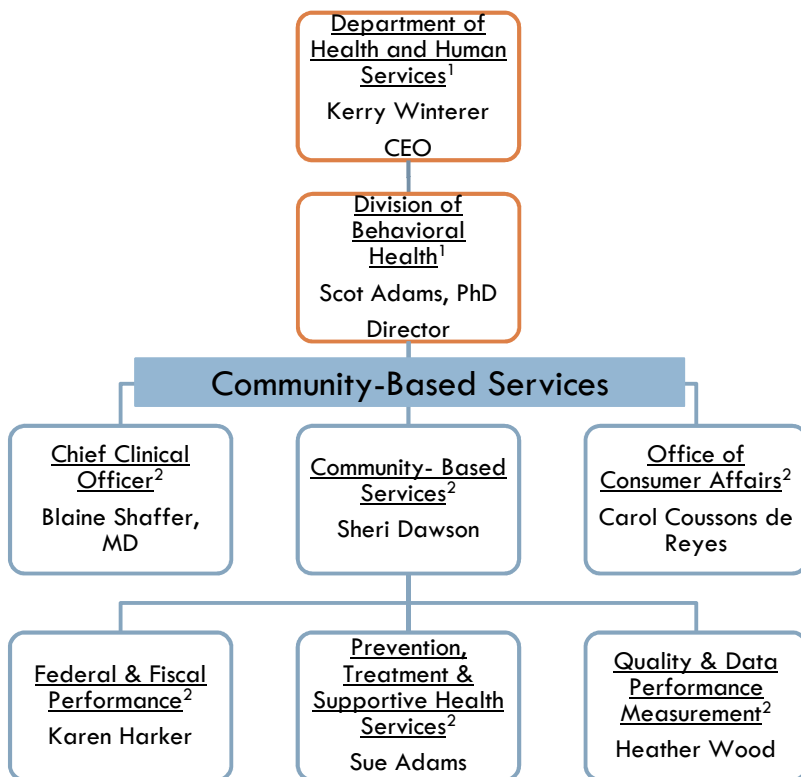 Department of
Health and Human
Services¹
Kerry Winterer
CEO
Division of
Behavioral
Health¹
Scot Adams, PhD
Director
Community-Based Services
Chief Clinical
Officer²
Blaine Shaffer,
MD
Community- Based
Services²
Sheri Dawson
Office of
Consumer Affairs²
Carol Coussons de
Reyes
Federal & Fiscal
Performance²
Karen Harker
Prevention,
Treatment &
Supportive Health
Services²
Sue Adams
Quality & Data
Performance
Measurement²
Heather Wood